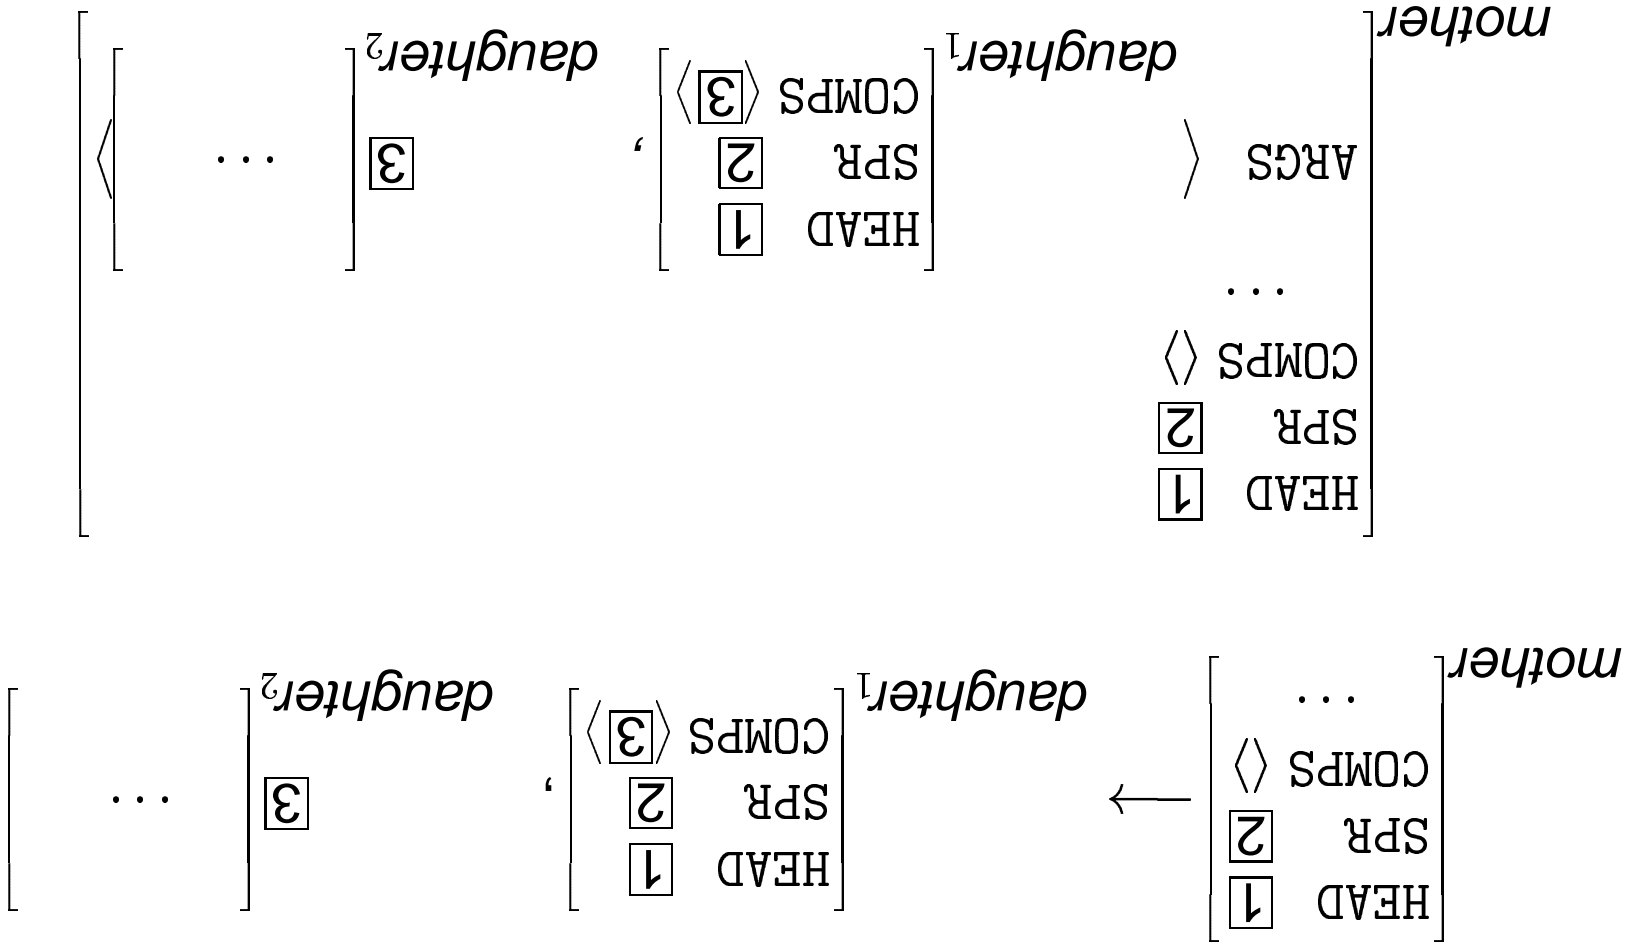 HEAD 1 HEAD 1
SPR 2 → SPR 2 , 3 ...
COMPS ⟨⟩ COMPS ⟨3⟩
mother ... daughter₁ daughter₂
HEAD 1
SPR 2
COMPS ⟨⟩
...
HEAD 1
ARGS ⟨ SPR 2 , 3 ... ⟩
COMPS ⟨3⟩
mother daughter₁ daughter₂